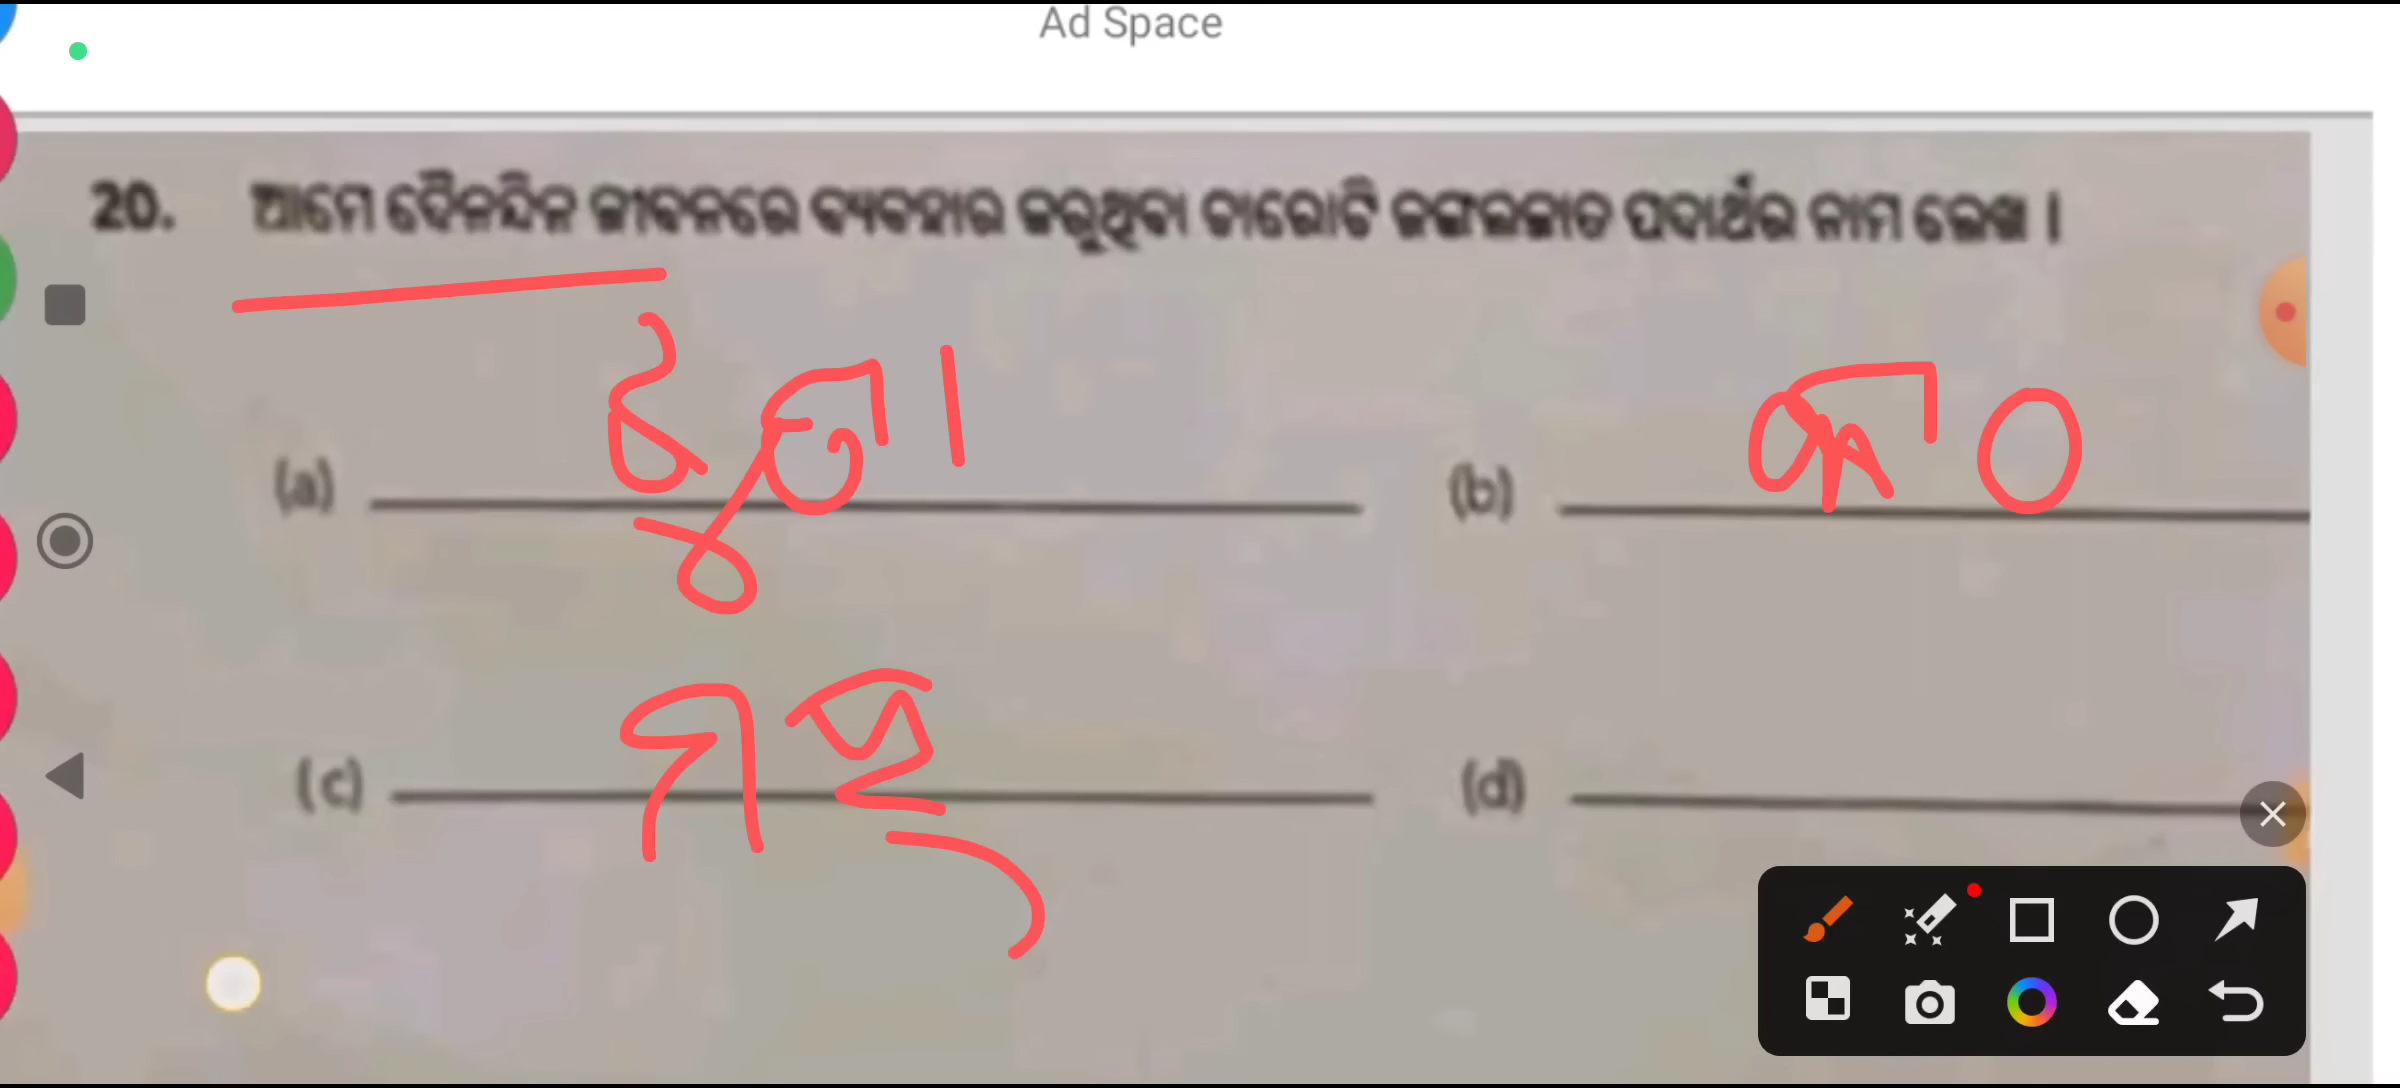 Ad Space
20. ଆମେ ଦୈନନ୍ଦିନ ଜୀବନରେ ବ୍ୟବହାର କରୁଥିବା ଚାରୋଟି ଜଙ୍ଗଲଜାତ ପଦାର୍ଥର ନାମ ଲେଖ ।
(a) ଝୁଣା (b) କାଠ
(c) ମହୁ (d)